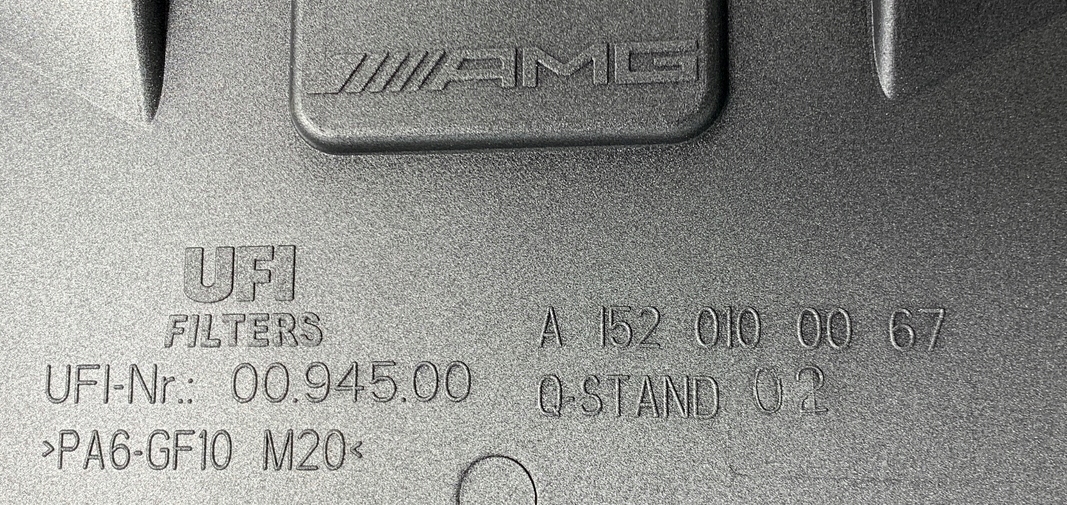 AMG
UFI
FILTERS
UFI-Nr.: 00.945.00
>PA6-GF10 M20<
A 152 010 00 67
Q-STAND 02